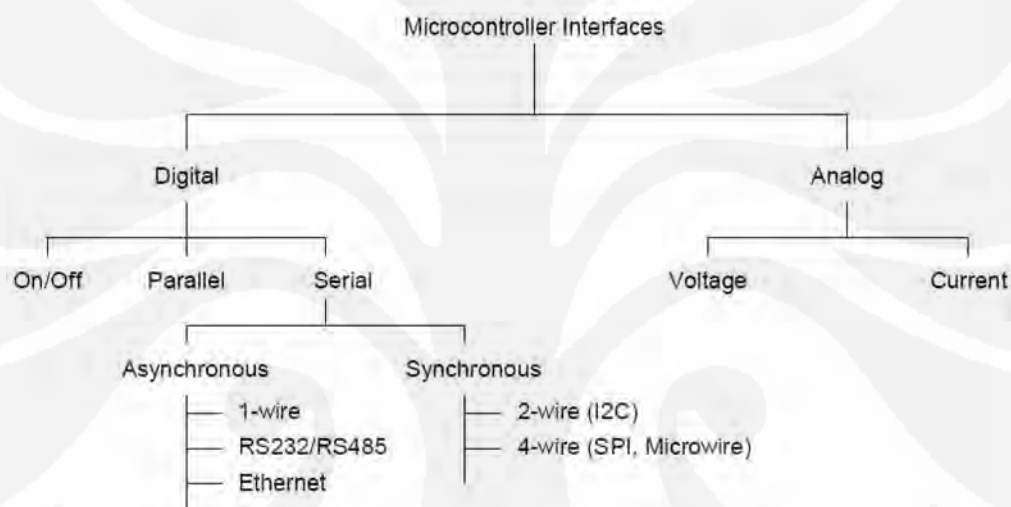 Microcontroller Interfaces
Digital
Analog
On/Off
Parallel
Serial
Voltage
Current
Asynchronous
Synchronous
1-wire
RS232/RS485
Ethernet
2-wire (I2C)
4-wire (SPI, Microwire)